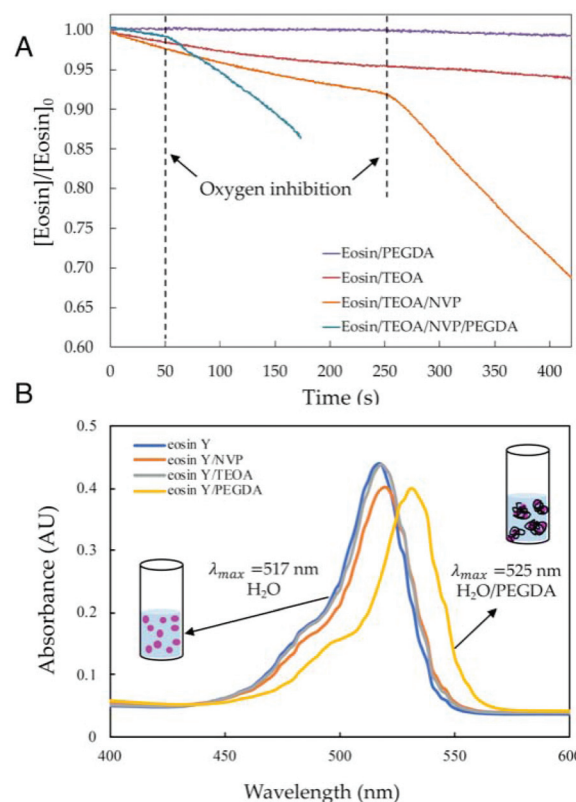 A
1.00
0.95
0.90
0.85
0.80
0.75
0.70
0.65
0.60
[Eosin]/[Eosin]0
Oxygen inhibition
Eosin/PEGDA
Eosin/TEOA
Eosin/TEOA/NVP
Eosin/TEOA/NVP/PEGDA
0 50 100 150 200 250 300 350 400
Time (s)
B
0.5
0.4
0.3
0.2
0.1
0
Absorbance (AU)
eosin Y
eosin Y/NVP
eosin Y/TEOA
eosin Y/PEGDA
λmax =517 nm
H2O
λmax =525 nm
H2O/PEGDA
400 450 500 550 600
Wavelength (nm)